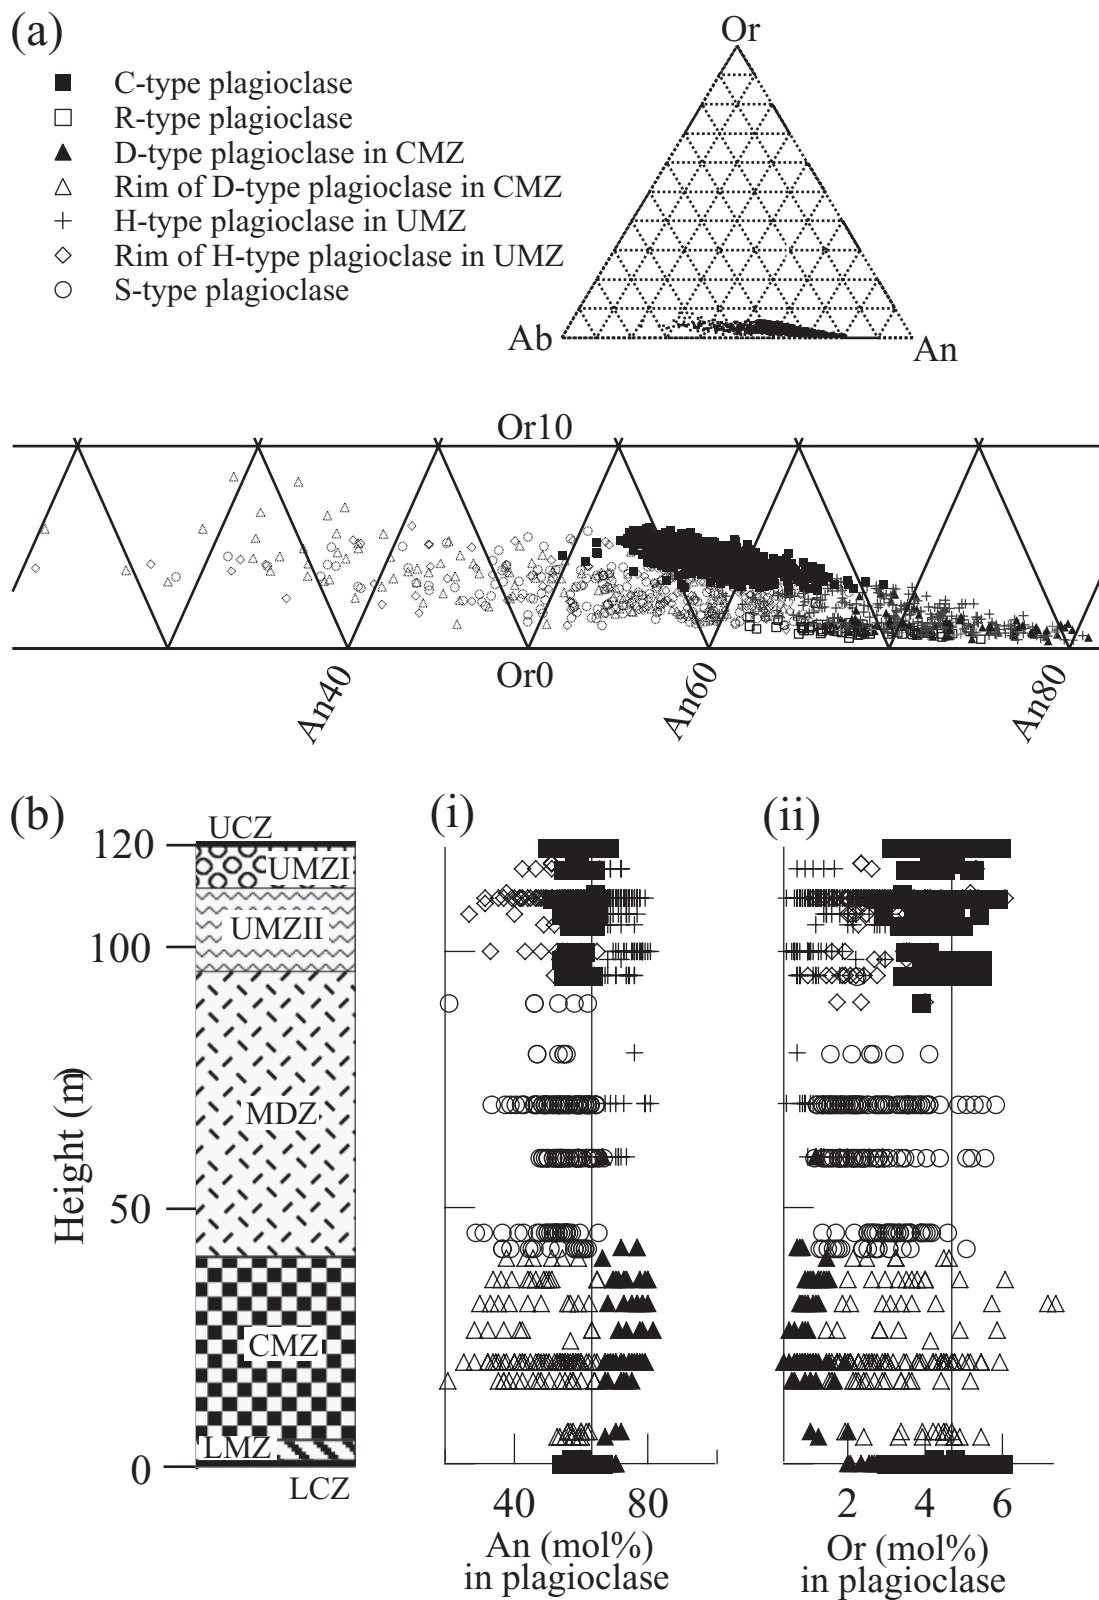 (a)
Or
C-type plagioclase
R-type plagioclase
D-type plagioclase in CMZ
Rim of D-type plagioclase in CMZ
H-type plagioclase in UMZ
Rim of H-type plagioclase in UMZ
S-type plagioclase
Ab
An
Or10
Or0
An40
An60
An80
(b)
(i)
(ii)
UCZ
120
UMZI
UMZII
100
MDZ
Height (m)
50
CMZ
LMZ
0
LCZ
40 80
2 4 6
An (mol%)
in plagioclase
Or (mol%)
in plagioclase